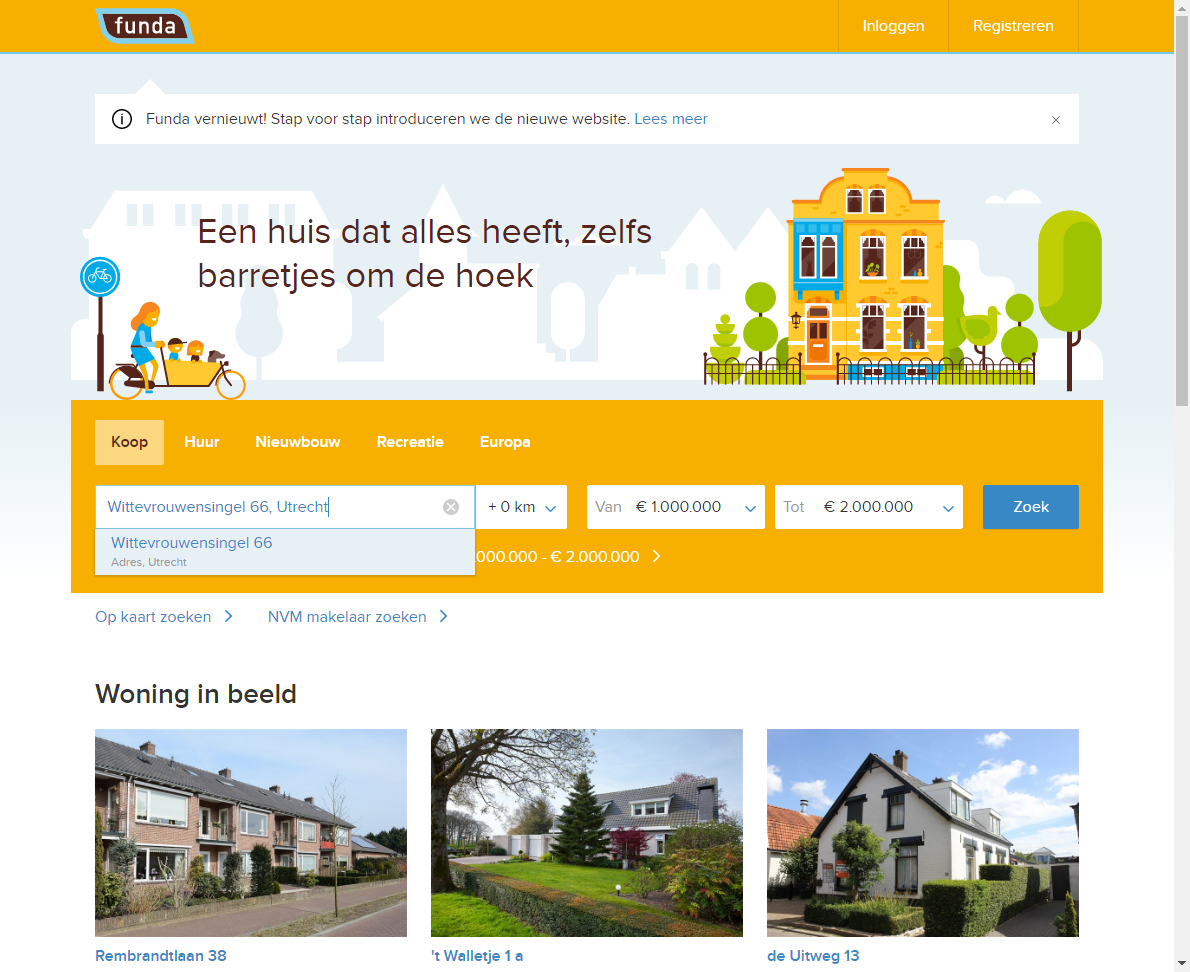 funda
Inloggen
Registreren
Funda vernieuwt! Stap voor stap introduceren we de nieuwe website. Lees meer
Een huis dat alles heeft, zelfs
barretjes om de hoek
Koop
Huur
Nieuwbouw
Recreatie
Europa
Wittevrouwensingel 66, Utrecht
+ 0 km
Van € 1.000.000
Tot € 2.000.000
Zoek
Wittevrouwensingel 66
Adres, Utrecht
000.000 - € 2.000.000
Op kaart zoeken
NVM makelaar zoeken
Woning in beeld
Rembrandtlaan 38
't Walletje 1 a
de Uitweg 13